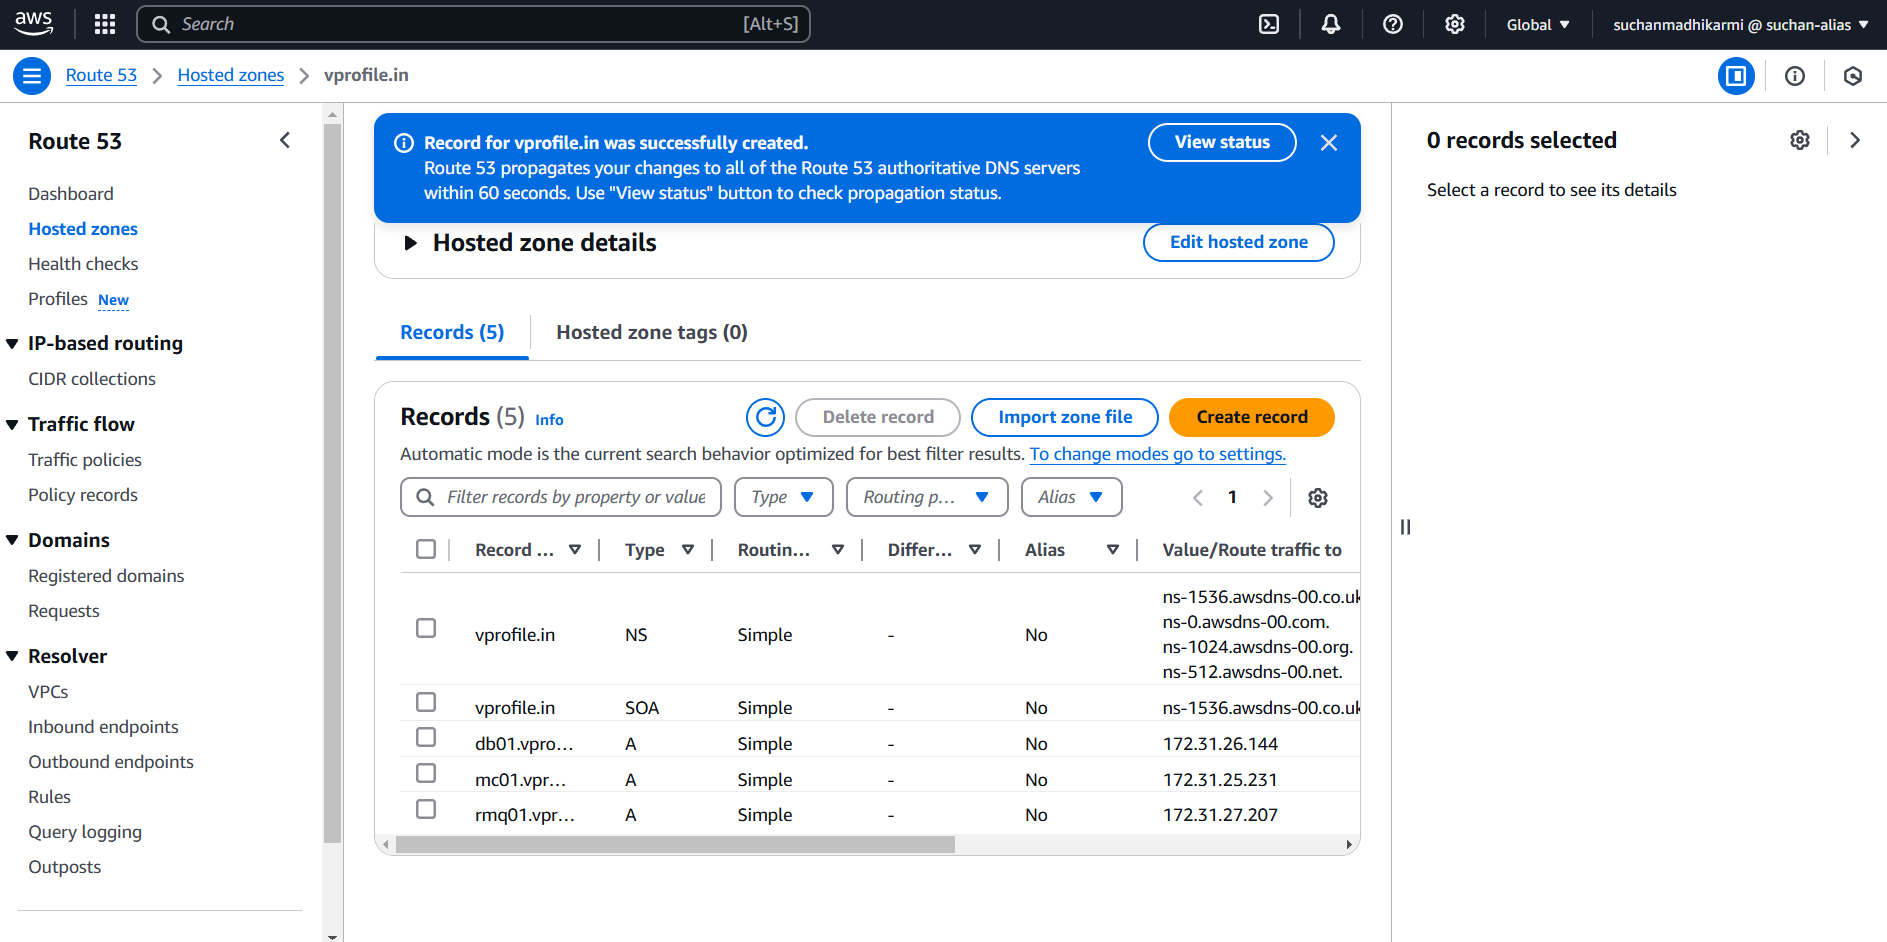 aws
Search
[Alt+S]
Global
suchanmadhikarmi @ suchan-alias
Route 53
Hosted zones
vprofile.in
Route 53
Dashboard
Hosted zones
Health checks
Profiles New
IP-based routing
CIDR collections
Traffic flow
Traffic policies
Policy records
Domains
Registered domains
Requests
Resolver
VPCs
Inbound endpoints
Outbound endpoints
Rules
Query logging
Outposts
Record for vprofile.in was successfully created.
Route 53 propagates your changes to all of the Route 53 authoritative DNS servers
within 60 seconds. Use "View status" button to check propagation status.
View status
Hosted zone details
Edit hosted zone
Records (5)
Hosted zone tags (0)
Records (5) Info
Delete record
Import zone file
Create record
Automatic mode is the current search behavior optimized for best filter results. To change modes go to settings.
Filter records by property or value
Type
Routing p...
Alias
1
Record ... Type Routin... Differ... Alias Value/Route traffic to
ns-1536.awsdns-00.co.uk
ns-0.awsdns-00.com.
vprofile.in NS Simple - No
ns-1024.awsdns-00.org.
ns-512.awsdns-00.net.
vprofile.in SOA Simple - No ns-1536.awsdns-00.co.uk
db01.vpro... A Simple - No 172.31.26.144
mc01.vpr... A Simple - No 172.31.25.231
rmq01.vpr... A Simple - No 172.31.27.207
0 records selected
Select a record to see its details